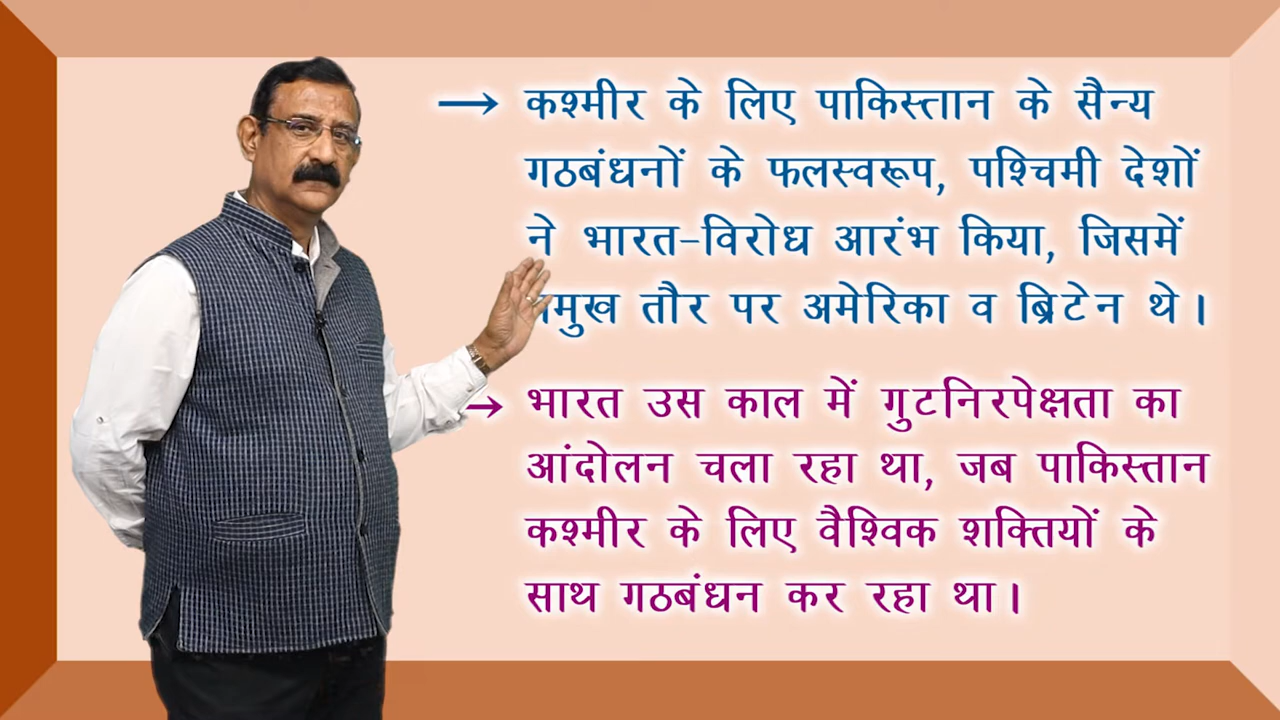 → कश्मीर के लिए पाकिस्तान के सैन्य
गठबंधनों के फलस्वरूप, पश्चिमी देशों
ने भारत-विरोध आरंभ किया, जिसमें
तौर पर अमेरिका व ब्रिटेन थे।
→ भारत उस काल में गुटनिरपेक्षता का
आंदोलन चला रहा था, जब पाकिस्तान
कश्मीर के लिए वैश्विक शक्तियों के
साथ गठबंधन कर रहा था।